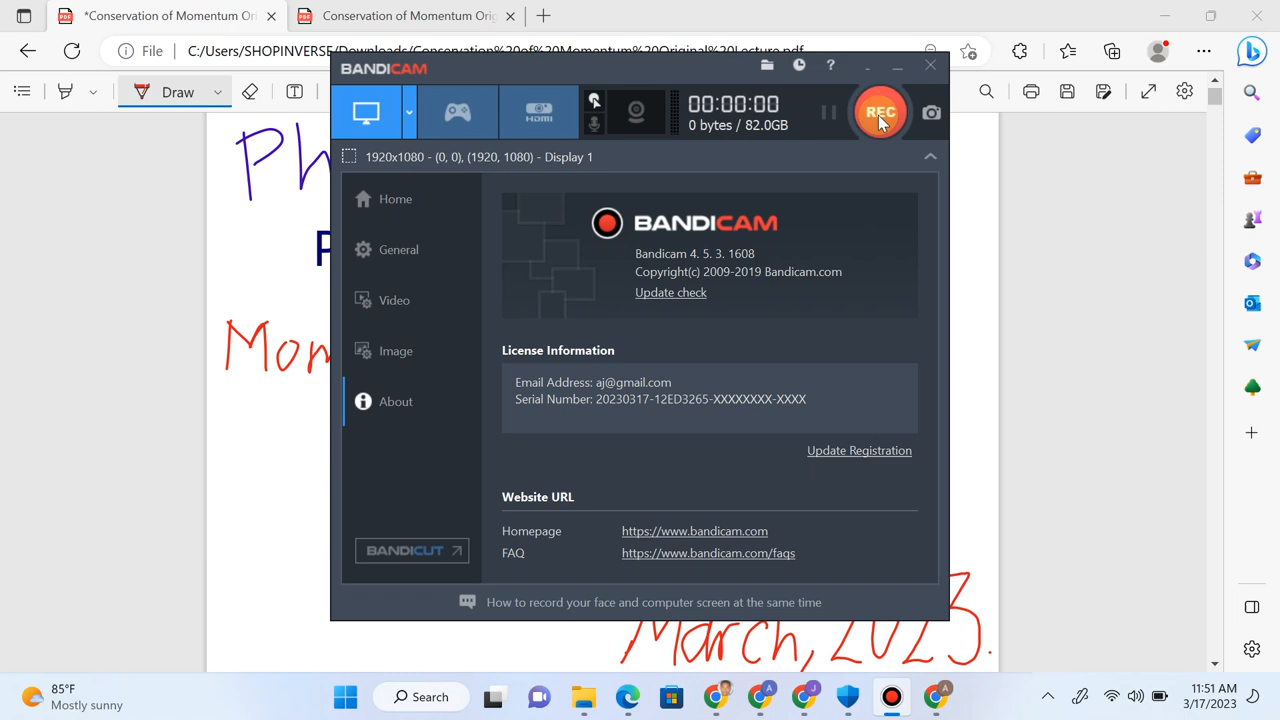 *Conservation of Momentum Ori
Conservation of Momentum Orig
File
C:/Users/SHOPINVERSE/Downloads/Conservation%20of%20Momentum%20Original%20Lecture.pdf
Draw
BANDICAM
HDMI
00:00:00
0 bytes / 82.0GB
REC
1920x1080 - (0, 0), (1920, 1080) - Display 1
Home
General
Video
Image
About
BANDICUT
BANDICAM
Bandicam 4. 5. 3. 1608
Copyright(c) 2009-2019 Bandicam.com
Update check
License Information
Email Address: aj@gmail.com
Serial Number: 20230317-12ED3265-XXXXXXXX-XXXX
Update Registration
Website URL
Homepage
https://www.bandicam.com
FAQ
https://www.bandicam.com/faqs
How to record your face and computer screen at the same time
Ph
P
Mom
March, 2023.
85°F
Mostly sunny
Search
11:51 AM
3/17/2023